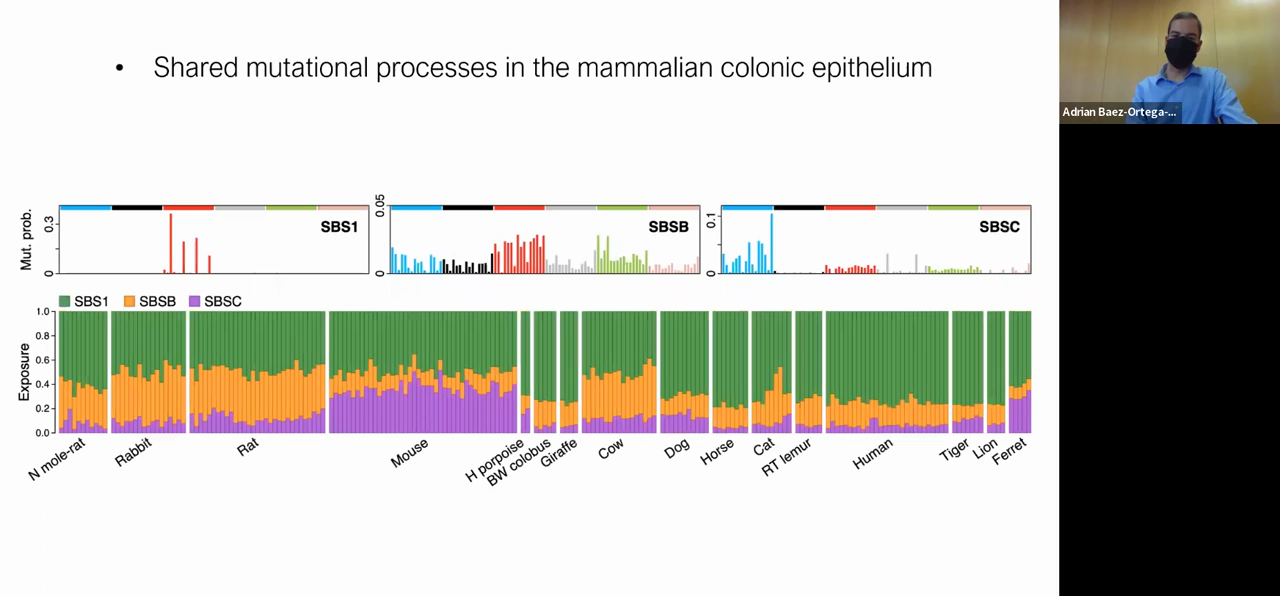 • Shared mutational processes in the mammalian colonic epithelium
Adrian Baez-Ortega-...
Mut. prob.
0.3
0
SBS1
0.05
0
SBSB
0.1
0
SBSC
SBS1 SBSB SBSC
Exposure
1.0
0.8
0.6
0.4
0.2
0.0
N mole-rat
Rabbit
Rat
Mouse
H porpoise
BW colobus
Giraffe
Cow
Dog
Horse
Cat
RT lemur
Human
Tiger
Lion
Ferret